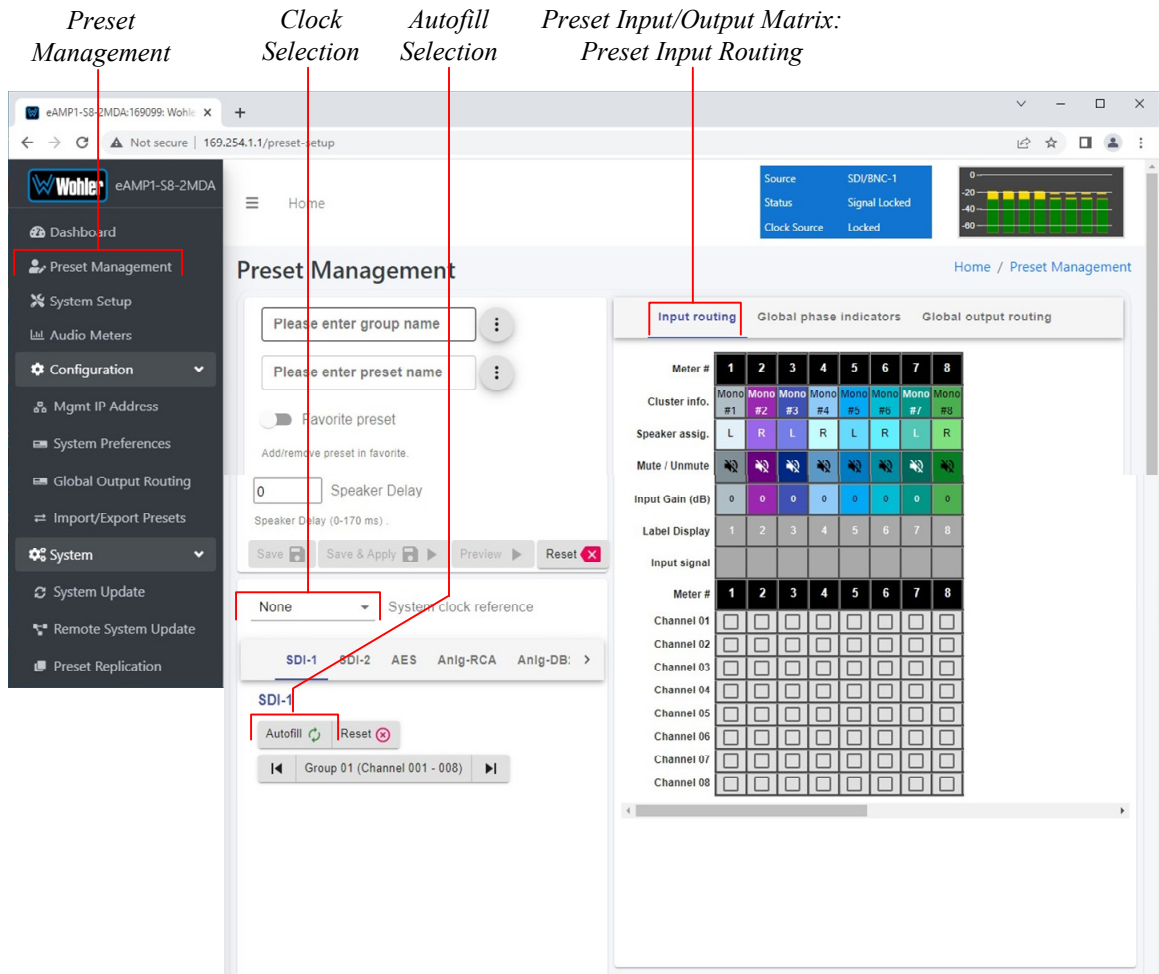 Preset
Management
Clock
Selection
Autofill
Selection
Preset Input/Output Matrix:
Preset Input Routing
eAMP1-S8-2MDA:169099: Wohle
Not secure | 169.254.1.1/preset-setup
Wohler eAMP1-S8-2MDA
Home
Source SDI/BNC-1
Status Signal Locked
Clock Source Locked
0
-20
-40
-60
Dashboard
Preset Management
System Setup
Audio Meters
Configuration
Mgmt IP Address
System Preferences
Global Output Routing
Import/Export Presets
System
System Update
Remote System Update
Preset Replication
Preset Management
Home / Preset Management
Please enter group name
Please enter preset name
Favorite preset
Add/remove preset in favorite.
0 Speaker Delay
Speaker Delay (0-170 ms) .
Save Save & Apply Preview Reset
None System clock reference
SDI-1 SDI-2 AES Anlg-RCA Anlg-DB:
SDI-1
Autofill Reset
Group 01 (Channel 001 - 008)
Input routing Global phase indicators Global output routing
Meter # 1 2 3 4 5 6 7 8
Cluster info. Mono #1 Mono #2 Mono #3 Mono #4 Mono #5 Mono #6 Mono #7 Mono #8
Speaker assig. L R L R L R L R
Mute / Unmute
Input Gain (dB) 0 0 0 0 0 0 0 0
Label Display 1 2 3 4 5 6 7 8
Input signal
Meter # 1 2 3 4 5 6 7 8
Channel 01
Channel 02
Channel 03
Channel 04
Channel 05
Channel 06
Channel 07
Channel 08